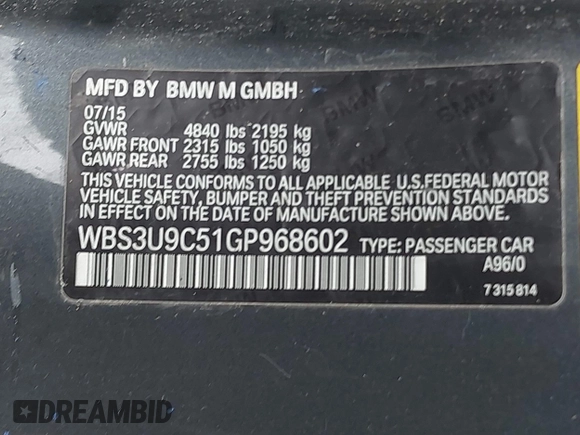 MFD BY BMW M GMBH
07/15
GVWR 4840 lbs 2195 kg
GAWR FRONT 2315 lbs 1050 kg
GAWR REAR 2755 lbs 1250 kg
THIS VEHICLE CONFORMS TO ALL APPLICABLE U.S.FEDERAL MOTOR
VEHICLE SAFETY, BUMPER AND THEFT PREVENTION STANDARDS IN
EFFECT ON THE DATE OF MANUFACTURE SHOWN ABOVE.
WBS3U9C51GP968602 TYPE: PASSENGER CAR
A96/0
7 315 814
DREAMBID